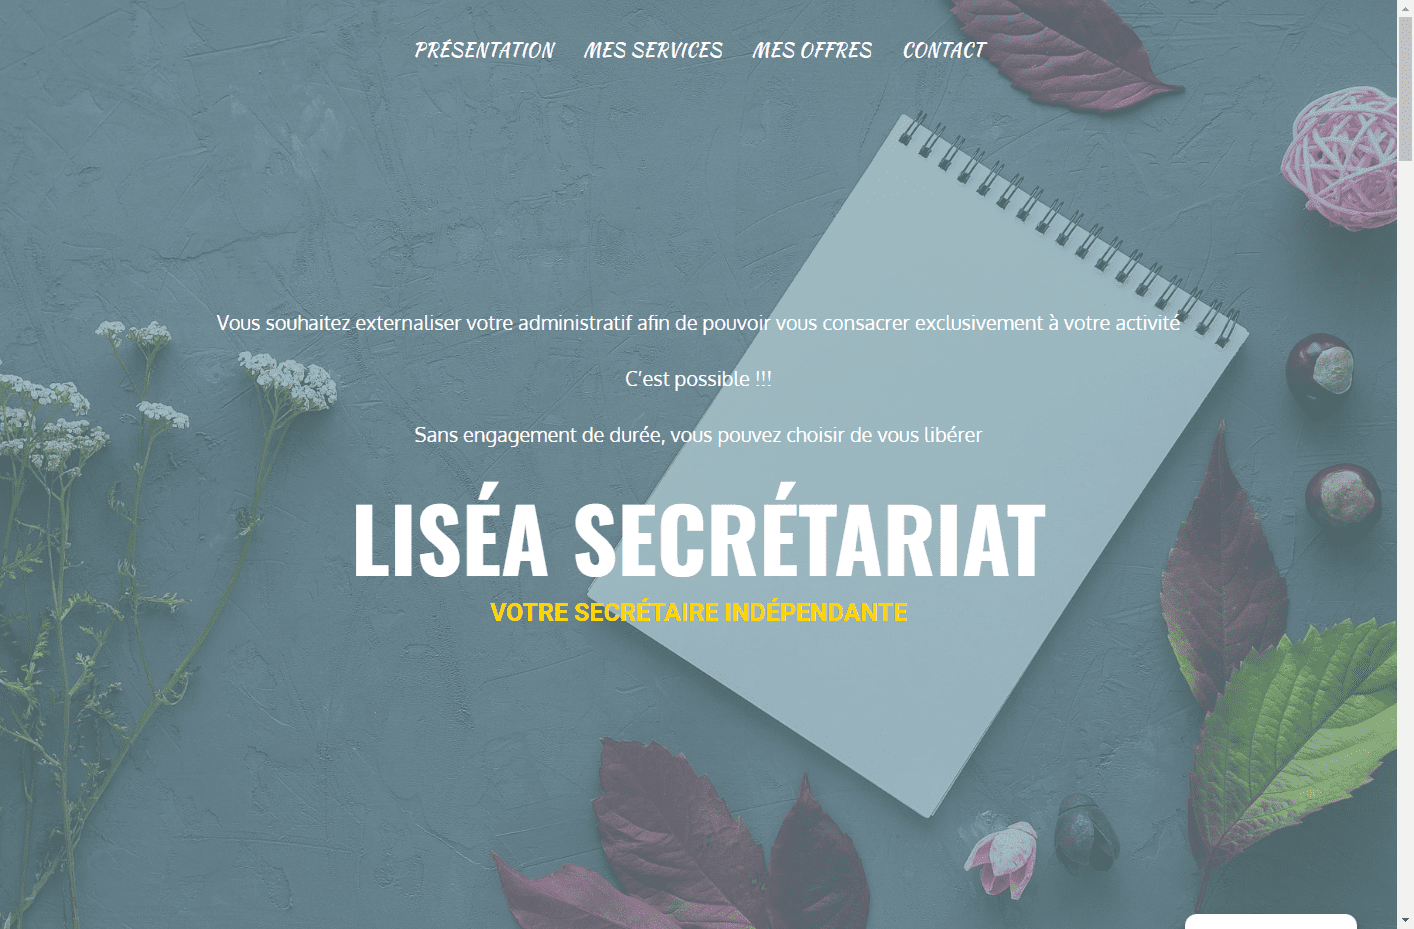 PRÉSENTATION MES SERVICES MES OFFRES CONTACT
Vous souhaitez externaliser votre administratif afin de pouvoir vous consacrer exclusivement à votre activité
C’est possible !!!
Sans engagement de durée, vous pouvez choisir de vous libérer
LISÉA SECRÉTARIAT
VOTRE SECRÉTAIRE INDÉPENDANTE